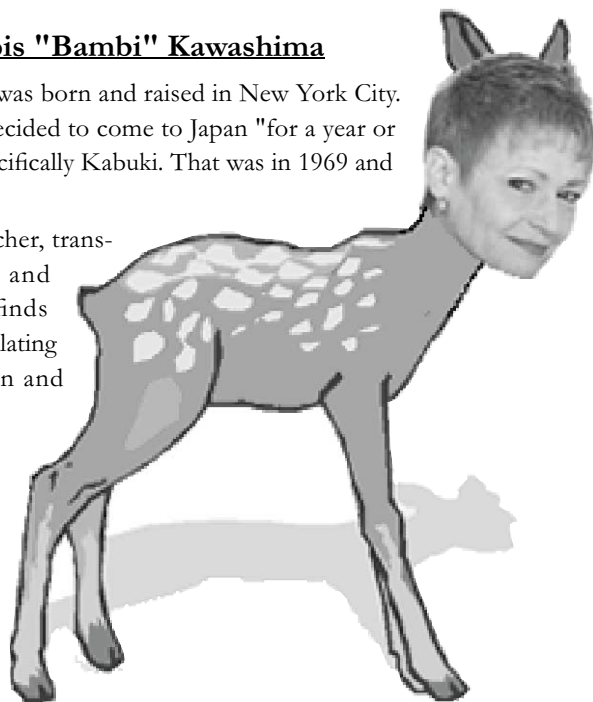 is "Bambi" Kawashima
was born and raised in New York City.
ecided to come to Japan "for a year or
cifically Kabuki. That was in 1969 and
cher, trans-
and
finds
lating
n and